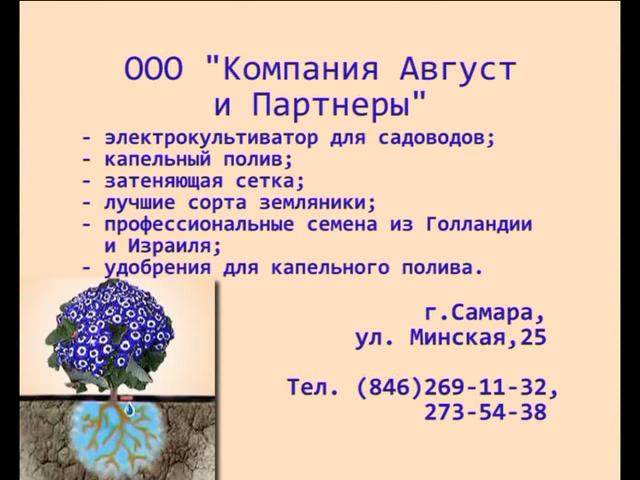 ООО "Компания Август
и Партнеры"
- электрокультиватор для садоводов;
- капельный полив;
- затеняющая сетка;
- лучшие сорта земляники;
- профессиональные семена из Голландии
и Израиля;
- удобрения для капельного полива.
г.Самара,
ул. Минская,25
Тел. (846)269-11-32,
273-54-38